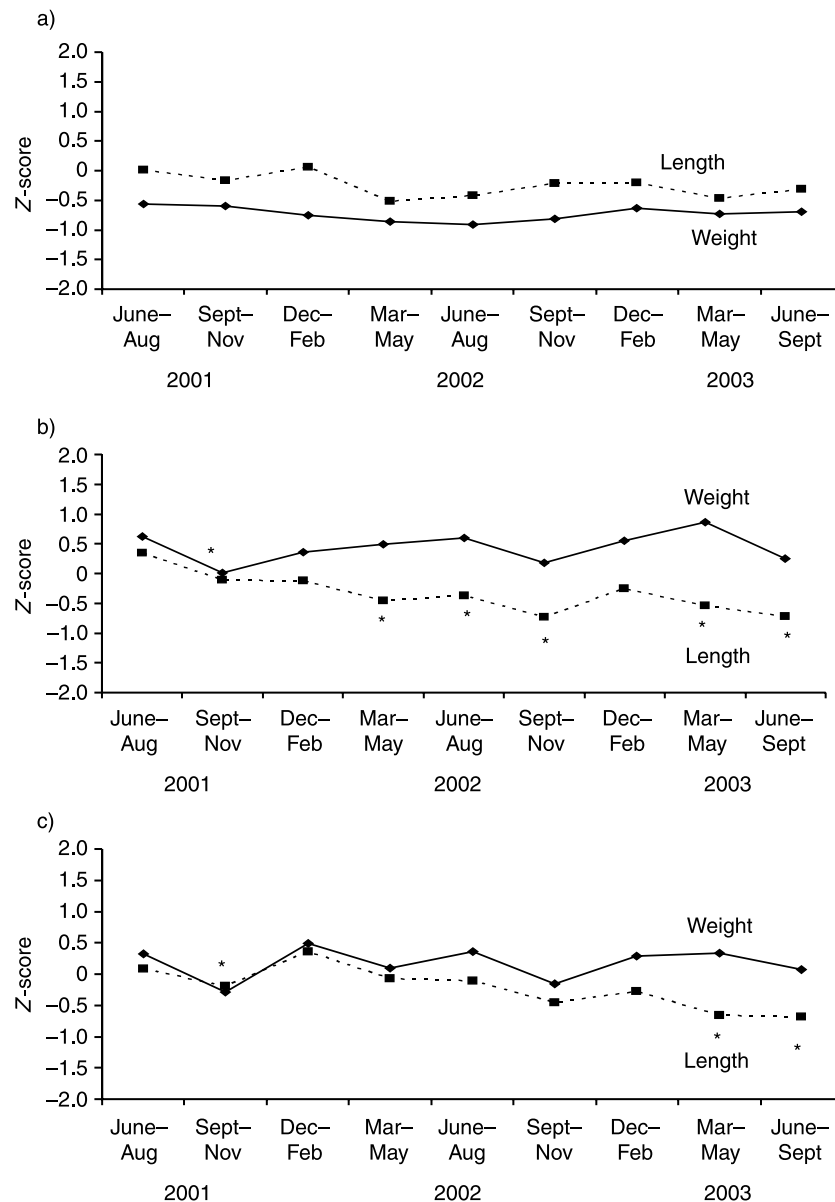 a)
2.0
1.5
1.0
0.5
0
−0.5
−1.0
−1.5
−2.0
Z-score
Length
Weight
June– Sept– Dec– Mar– June– Sept– Dec– Mar– June–
Aug Nov Feb May Aug Nov Feb May Sept
2001 2002 2003
b)
2.0
1.5
1.0
0.5
0
−0.5
−1.0
−1.5
−2.0
Z-score
Weight
*
* * * * *
Length
June– Sept– Dec– Mar– June– Sept– Dec– Mar– June–
Aug Nov Feb May Aug Nov Feb May Sept
2001 2002 2003
c)
2.0
1.5
1.0
0.5
0
−0.5
−1.0
−1.5
−2.0
Z-score
Weight
*
* *
Length
June– Sept– Dec– Mar– June– Sept– Dec– Mar– June–
Aug Nov Feb May Aug Nov Feb May Sept
2001 2002 2003